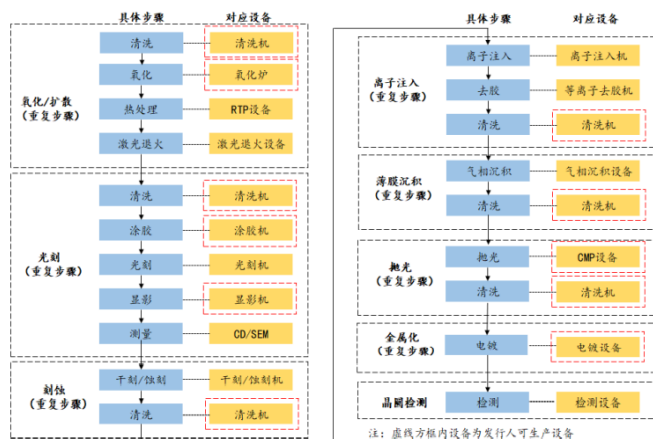 具体步骤 对应设备
清洗 清洗机
氧化 氧化炉
氧化/扩散
(重复步骤)
热处理 RTP设备
激光退火 激光退火设备
清洗 清洗机
涂胶 涂胶机
光刻
(重复步骤)
光刻 光刻机
显影 显影机
测量 CD/SEM
刻蚀
(重复步骤)
干刻/蚀刻 干刻/蚀刻机
清洗 清洗机
具体步骤 对应设备
离子注入 离子注入机
离子注入
(重复步骤)
去胶 等离子去胶机
清洗 清洗机
薄膜沉积
(重复步骤)
气相沉积 气相沉积设备
清洗 清洗机
抛光
(重复步骤)
抛光 CMP设备
清洗 清洗机
金属化
(重复步骤)
电镀 电镀设备
晶圆检测 检测 检测设备
注：虚线方框内设备为发行人可生产设备